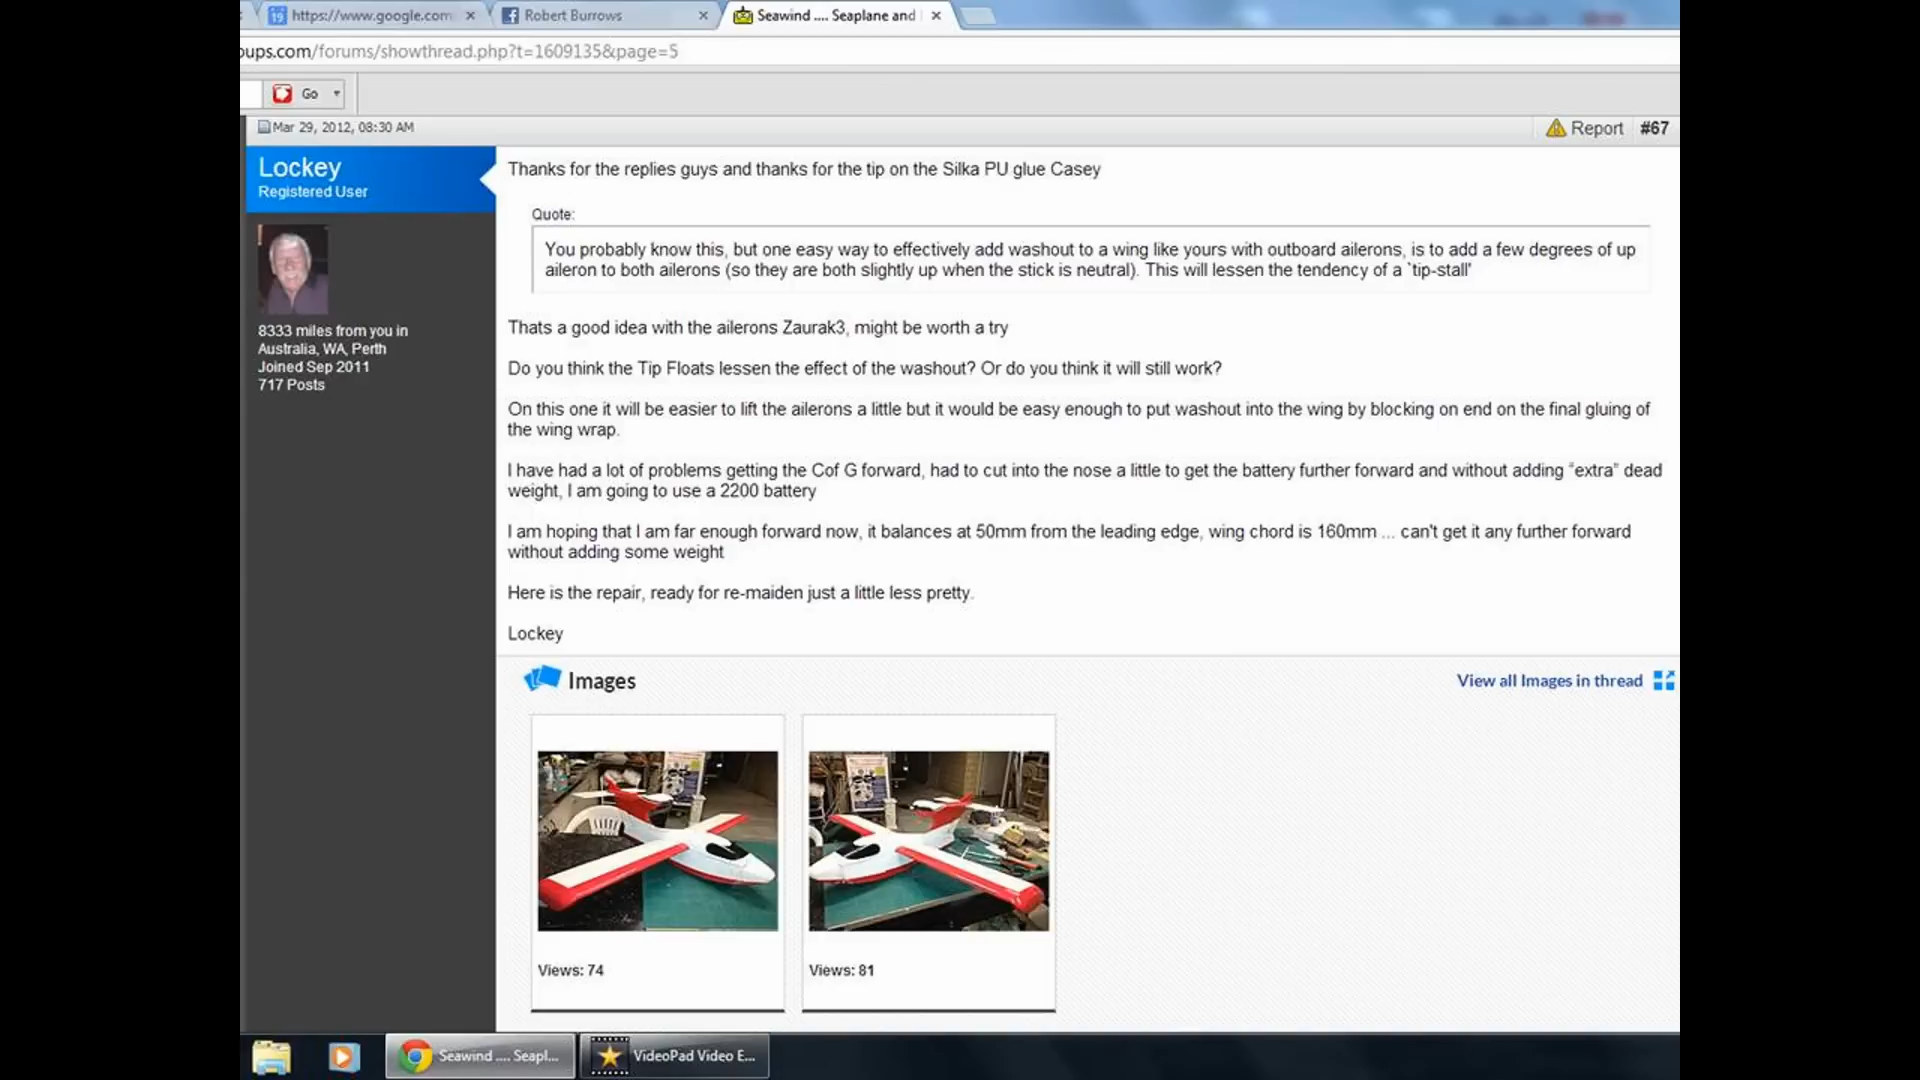 19 https://www.google.com
Robert Burrows
Seawind .... Seaplane and
oups.com/forums/showthread.php?t=1609135&page=5
Go
Mar 29, 2012, 08:30 AM
Report #67
Lockey
Registered User
8333 miles from you in
Australia, WA, Perth
Joined Sep 2011
717 Posts
Thanks for the replies guys and thanks for the tip on the Silka PU glue Casey
Quote:
You probably know this, but one easy way to effectively add washout to a wing like yours with outboard ailerons, is to add a few degrees of up
aileron to both ailerons (so they are both slightly up when the stick is neutral). This will lessen the tendency of a `tip-stall'
Thats a good idea with the ailerons Zaurak3, might be worth a try
Do you think the Tip Floats lessen the effect of the washout? Or do you think it will still work?
On this one it will be easier to lift the ailerons a little but it would be easy enough to put washout into the wing by blocking on end on the final gluing of
the wing wrap.
I have had a lot of problems getting the Cof G forward, had to cut into the nose a little to get the battery further forward and without adding “extra” dead
weight, I am going to use a 2200 battery
I am hoping that I am far enough forward now, it balances at 50mm from the leading edge, wing chord is 160mm ... can't get it any further forward
without adding some weight
Here is the repair, ready for re-maiden just a little less pretty.
Lockey
Images
View all Images in thread
Views: 74
Views: 81
Seawind .... Seapl...
VideoPad Video E...